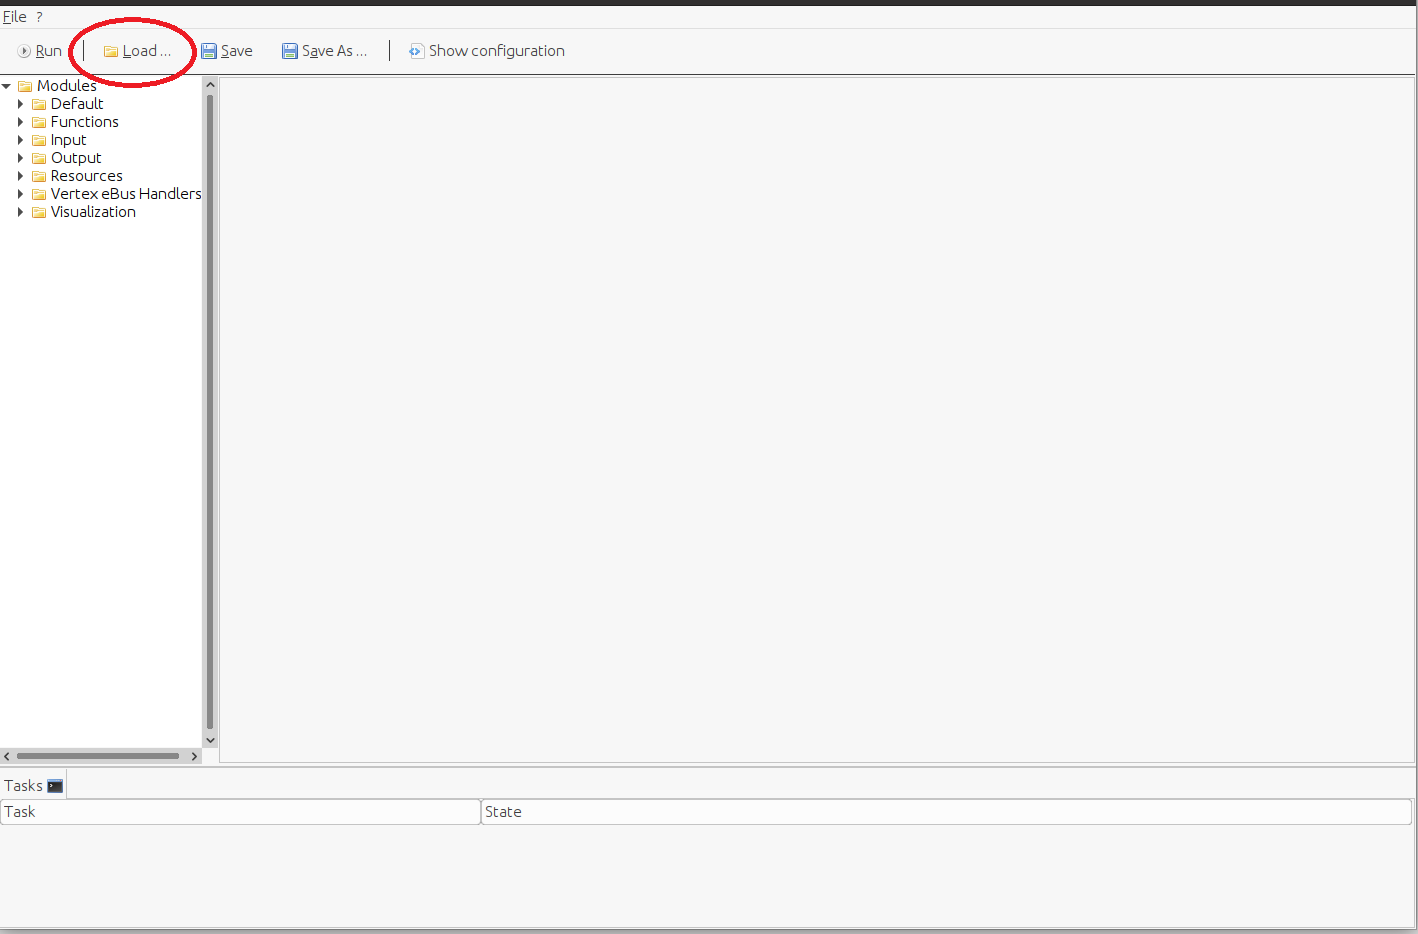 File ?
Run Load ... Save Save As ... Show configuration
Modules
Default
Functions
Input
Output
Resources
Vertex eBus Handlers
Visualization
Tasks
Task State